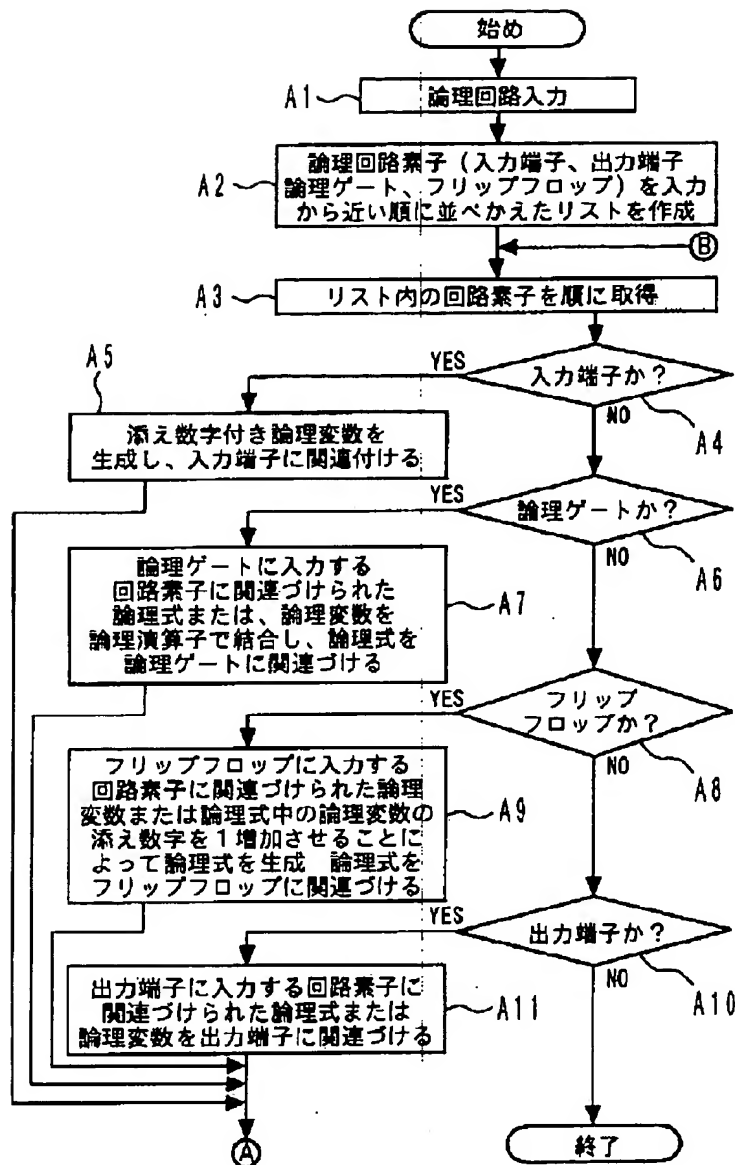 始め
A1
論理回路入力
A2
論理回路素子(入力端子、出力端子
論理ゲート、フリップフロップ)を入力
から近い順に並べかえたリストを作成
B
A3
リスト内の回路素子を順に取得
A5
YES
入力端子か?
NO
A4
添え数字付き論理変数を
生成し、入力端子に関連付ける
YES
論理ゲートか?
NO
A6
論理ゲートに入力する
回路素子に関連づけられた
論理式または、論理変数を
論理演算子で結合し、論理式を
論理ゲートに関連づける
A7
YES
フリップ
フロップか?
NO
A8
フリップフロップに入力する
回路素子に関連づけられた論理
変数または論理式中の論理変数の
添え数字を1増加させることに
よって論理式を生成 論理式を
フリップフロップに関連づける
A9
YES
出力端子か?
NO
A10
出力端子に入力する回路素子に
関連づけられた論理式または
論理変数を出力端子に関連づける
A11
A
終了